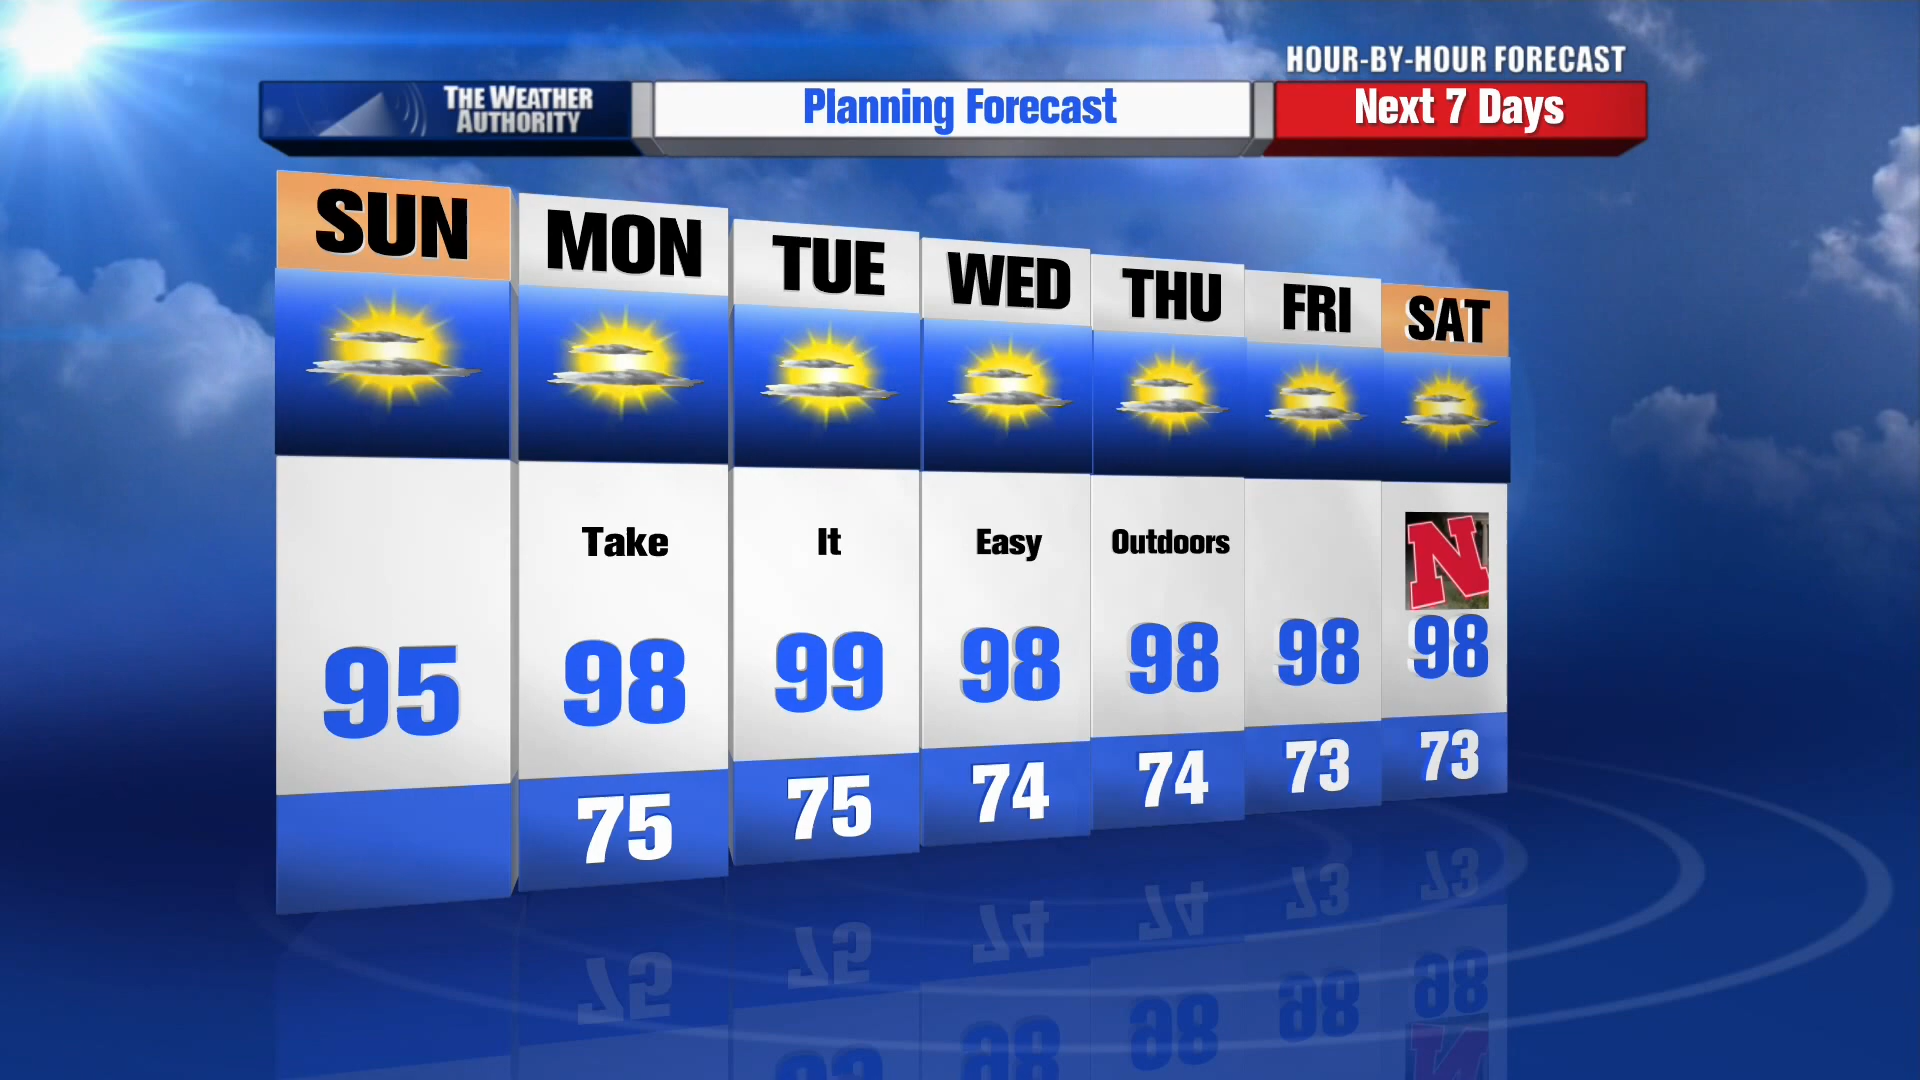 HOUR-BY-HOUR FORECAST
THE WEATHER
AUTHORITY
Planning Forecast
Next 7 Days
SUN MON TUE WED THU FRI SAT
Take It Easy Outdoors N
95 98 99 98 98 98 98
75 75 74 74 73 73